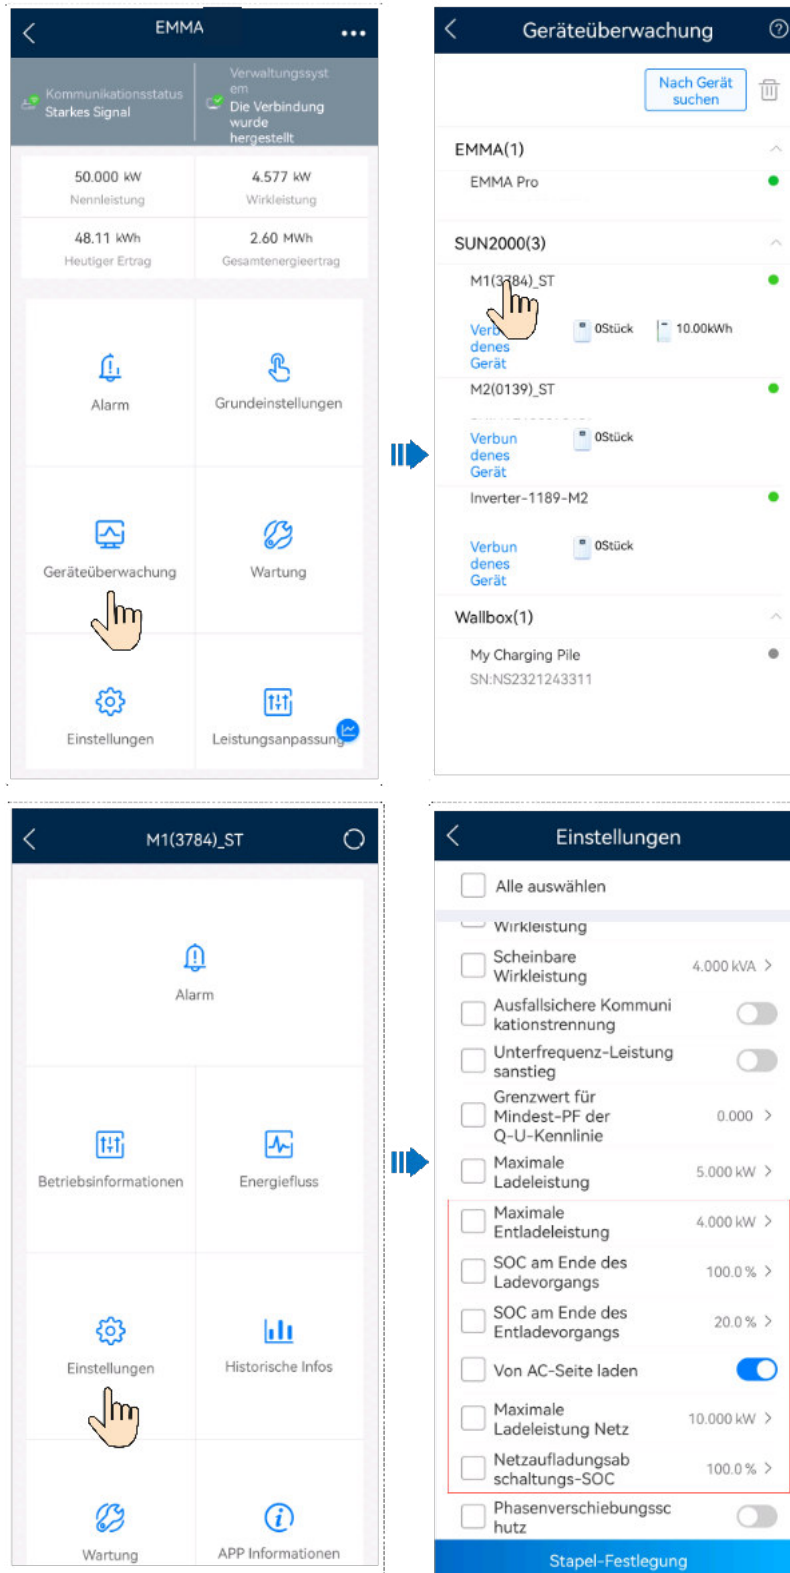 EMMA
Kommunikationsstatus
Starkes Signal
Verwaltungssyst
em
Die Verbindung
wurde
hergestellt
50.000 kW
Nennleistung
4.577 kW
Wirkleistung
48.11 kWh
Heutiger Ertrag
2.60 MWh
Gesamtenergieertrag
Alarm
Grundeinstellungen
Geräteüberwachung
Wartung
Einstellungen
Leistungsanpassung
Geräteüberwachung
Nach Gerät
suchen
EMMA(1)
EMMA Pro
SUN2000(3)
M1(3784)_ST
Verbun
denes
Gerät
0Stück
10.00kWh
M2(0139)_ST
Verbun
denes
Gerät
0Stück
Inverter-1189-M2
Verbun
denes
Gerät
0Stück
Wallbox(1)
My Charging Pile
SN:NS2321243311
M1(3784)_ST
Alarm
Betriebsinformationen
Energiefluss
Einstellungen
Historische Infos
Wartung
APP Informationen
Einstellungen
Alle auswählen
Wirkleistung
Scheinbare
Wirkleistung
4.000 kVA
Ausfallsichere Kommuni
kationstrennung
Unterfrequenz-Leistung
sanstieg
Grenzwert für
Mindest-PF der
Q-U-Kennlinie
0.000
Maximale
Ladeleistung
5.000 kW
Maximale
Entladeleistung
4.000 kW
SOC am Ende des
Ladevorgangs
100.0 %
SOC am Ende des
Entladevorgangs
20.0 %
Von AC-Seite laden
Maximale
Ladeleistung Netz
10.000 kW
Netzaufladungsab
schaltungs-SOC
100.0 %
Phasenverschiebungssc
hutz
Stapel-Festlegung